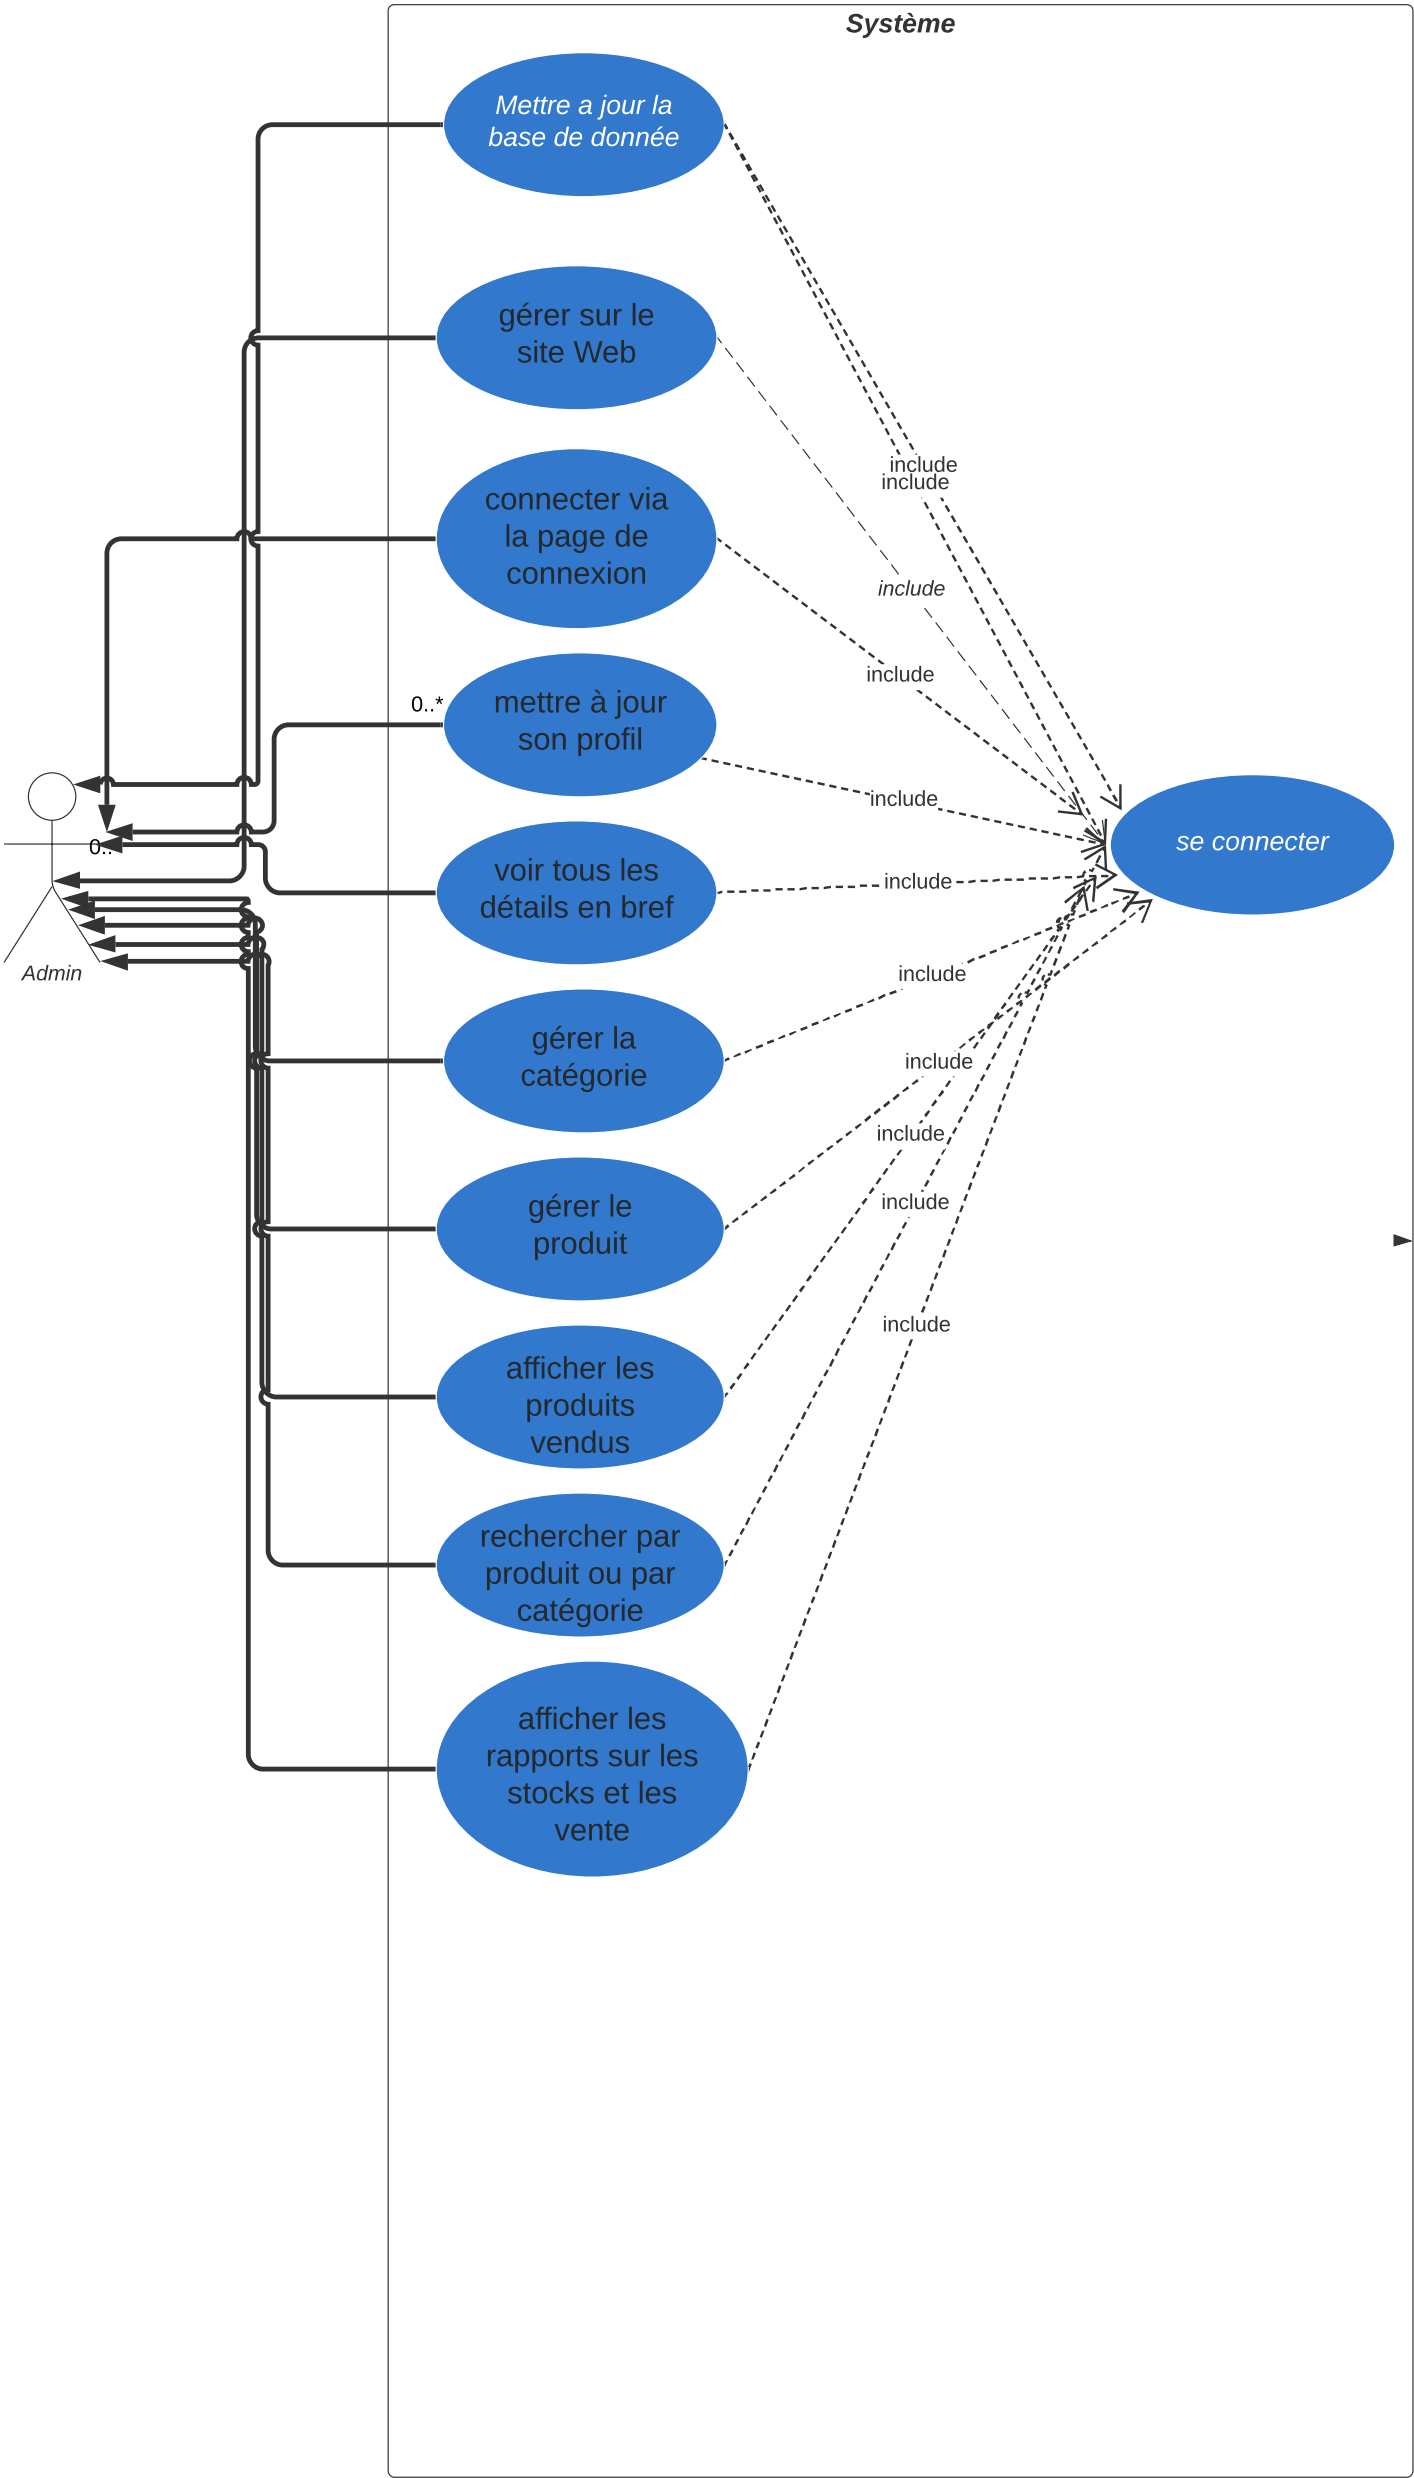 Système
Mettre a jour la
base de donnée
gérer sur le
site Web
include
include
connecter via
la page de
connexion
include
include
0..*
mettre à jour
son profil
include
se connecter
0..
voir tous les
détails en bref
include
Admin
include
gérer la
catégorie
include
include
gérer le
produit
include
include
afficher les
produits
vendus
rechercher par
produit ou par
catégorie
afficher les
rapports sur les
stocks et les
vente